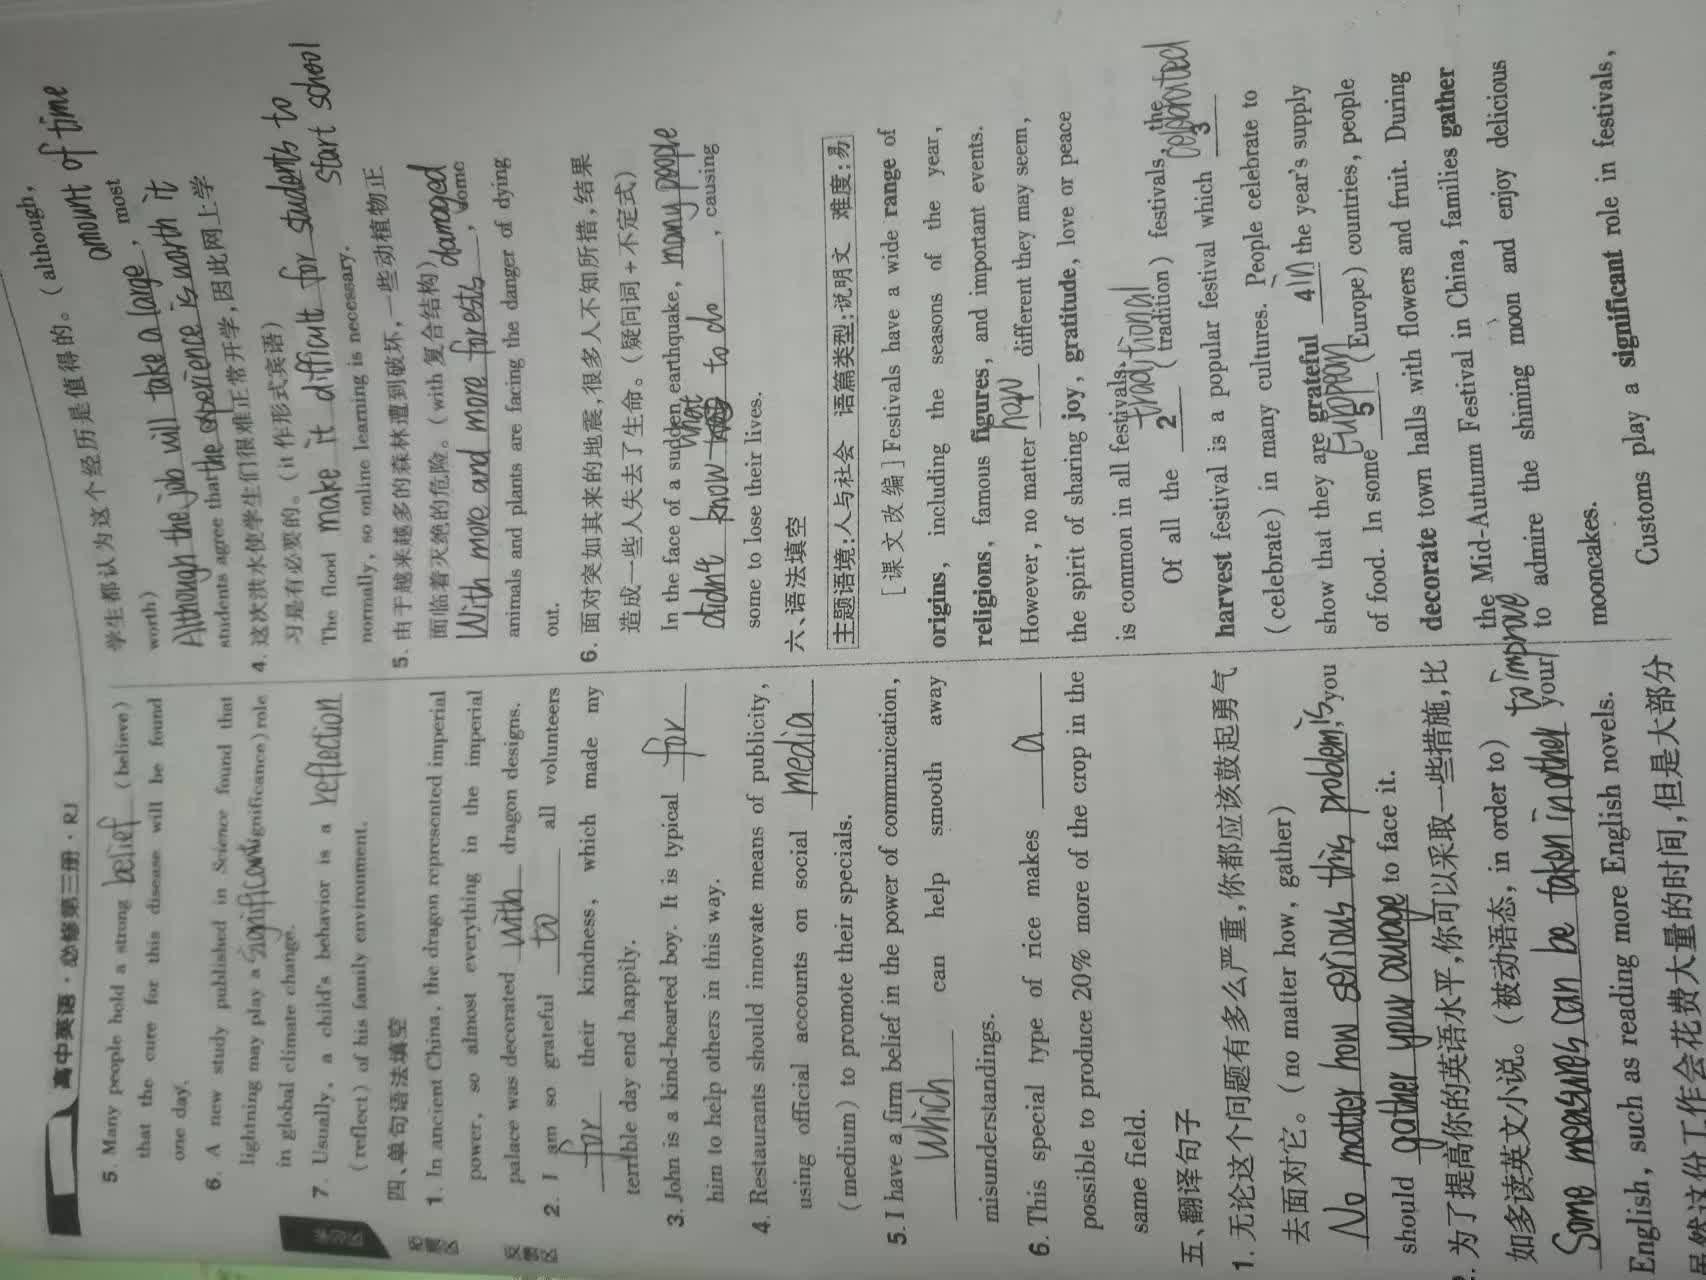 高中英语·必修第三册·RJ
5. Many people hold a strong belief (believe)
that the cure for this disease will be found
one day.
6. A new study published in Science found that
lightning may play a significant (significance) role
in global climate change.
7. Usually, a child's behavior is a reflection
(reflect) of his family environment.
四、单句语法填空
1. In ancient China, the dragon represented imperial
power, so almost everything in the imperial
palace was decorated with dragon designs.
2. I am so grateful to all volunteers
for their kindness, which made my
terrible day end happily.
3. John is a kind-hearted boy. It is typical for
him to help others in this way.
4. Restaurants should innovate means of publicity,
using official accounts on social media
(medium) to promote their specials.
5. I have a firm belief in the power of communication,
which can help smooth away
misunderstandings.
6. This special type of rice makes a
possible to produce 20% more of the crop in the
same field.
五、翻译句子
1. 无论这个问题有多么严重,你都应该鼓起勇气
去面对它。(no matter how, gather)
No matter how serious this problem is, you
should gather your courage to face it.
2. 为了提高你的英语水平,你可以采取一些措施,比
如多读英文小说。(被动语态, in order to)
Some measures can be taken in other to improve your
English, such as reading more English novels.
虽然这份工作会花费大量的时间,但是大部分
学生都认为这个经历是值得的。(although,
worth)
Although the job will take a large amount of time, most
students agree that the experience is worth it
4. 这次洪水使学生们很难正常开学,因此网上学
习是有必要的。(it 作形式宾语)
The flood make it difficult for students to start school
normally, so online learning is necessary.
5. 由于越来越多的森林遭到破坏,一些动植物正
面临着灭绝的危险。(with 复合结构)
With more and more forests damaged, some
animals and plants are facing the danger of dying
out.
6. 面对突如其来的地震,很多人不知所措,结果
造成一些人失去了生命。(疑问词+不定式)
In the face of a sudden earthquake, many people
didn't know what to do, causing
some to lose their lives.
六、语法填空
主题语境:人与社会 语篇类型:说明文 难度:易
[课文改编] Festivals have a wide range of
origins, including the seasons of the year,
religions, famous figures, and important events.
However, no matter how different they may seem,
the spirit of sharing joy, gratitude, love or peace
is common in all festivals.
Of all the 2 traditional (tradition) festivals, the
harvest festival is a popular festival which 3 celebrated
(celebrate) in many cultures. People celebrate to
show that they are grateful 4 in the year's supply
of food. In some 5 Euppean (Europe) countries, people
decorate town halls with flowers and fruit. During
the Mid-Autumn Festival in China, families gather
to admire the shining moon and enjoy delicious
mooncakes.
Customs play a significant role in festivals,